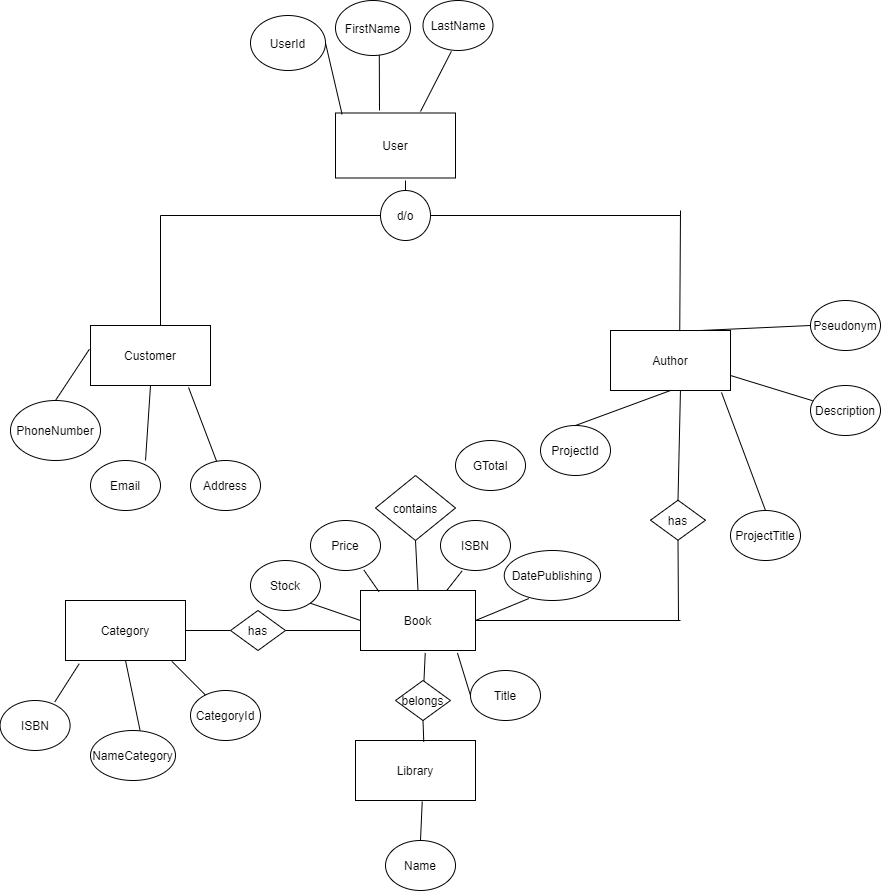 FirstName
LastName
UserId
User
d/o
Pseudonym
Customer
Author
Description
PhoneNumber
ProjectId
GTotal
Email
Address
contains
has
ProjectTitle
Price
ISBN
DatePublishing
Stock
Book
Category
has
Title
belongs
CategoryId
ISBN
NameCategory
Library
Name